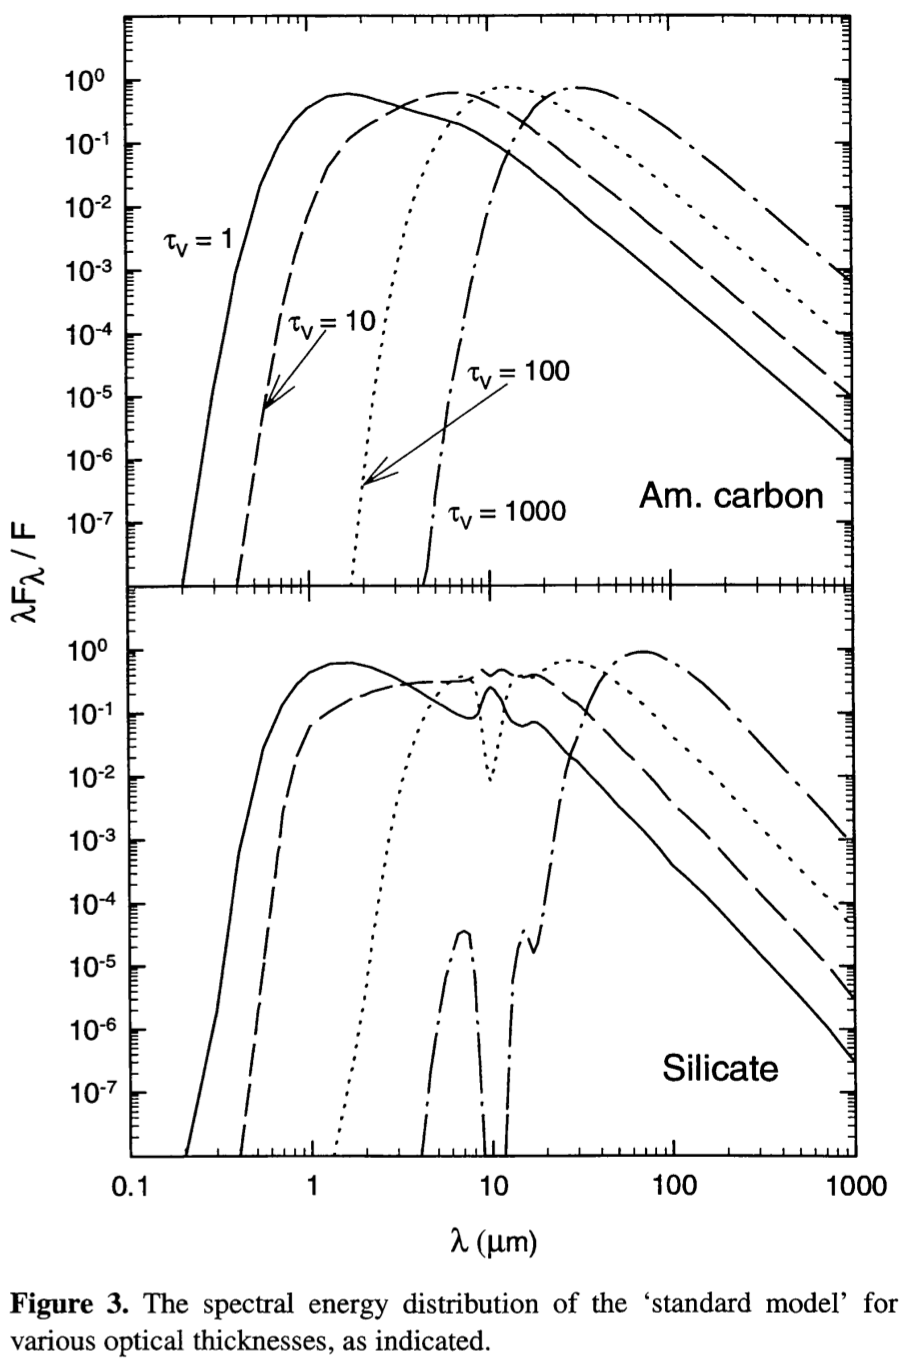 10⁰
10⁻¹
10⁻²
τV = 1
10⁻³
τV = 10
10⁻⁴
τV = 100
10⁻⁵
10⁻⁶
Am. carbon
τV = 1000
10⁻⁷
λFλ / F
10⁰
10⁻¹
10⁻²
10⁻³
10⁻⁴
10⁻⁵
10⁻⁶
Silicate
10⁻⁷
0.1 1 10 100 1000
λ (μm)
Figure 3. The spectral energy distribution of the ‘standard model’ for
various optical thicknesses, as indicated.